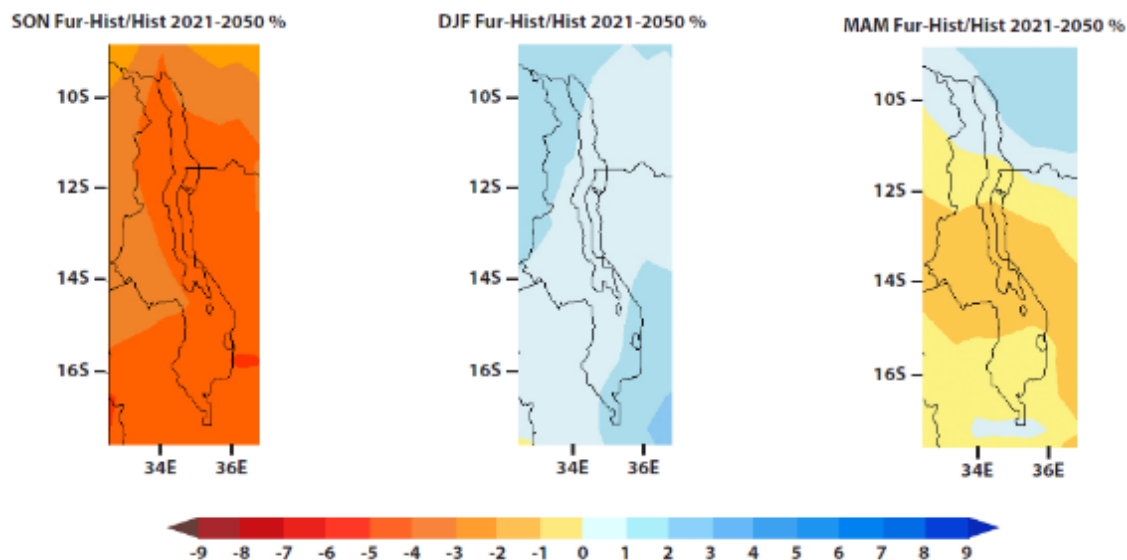 SON Fur-Hist/Hist 2021-2050 %
DJF Fur-Hist/Hist 2021-2050 %
MAM Fur-Hist/Hist 2021-2050 %
10S
12S
14S
16S
34E 36E
10S
12S
14S
16S
34E 36E
10S
12S
14S
16S
34E 36E
-9 -8 -7 -6 -5 -4 -3 -2 -1 0 1 2 3 4 5 6 7 8 9